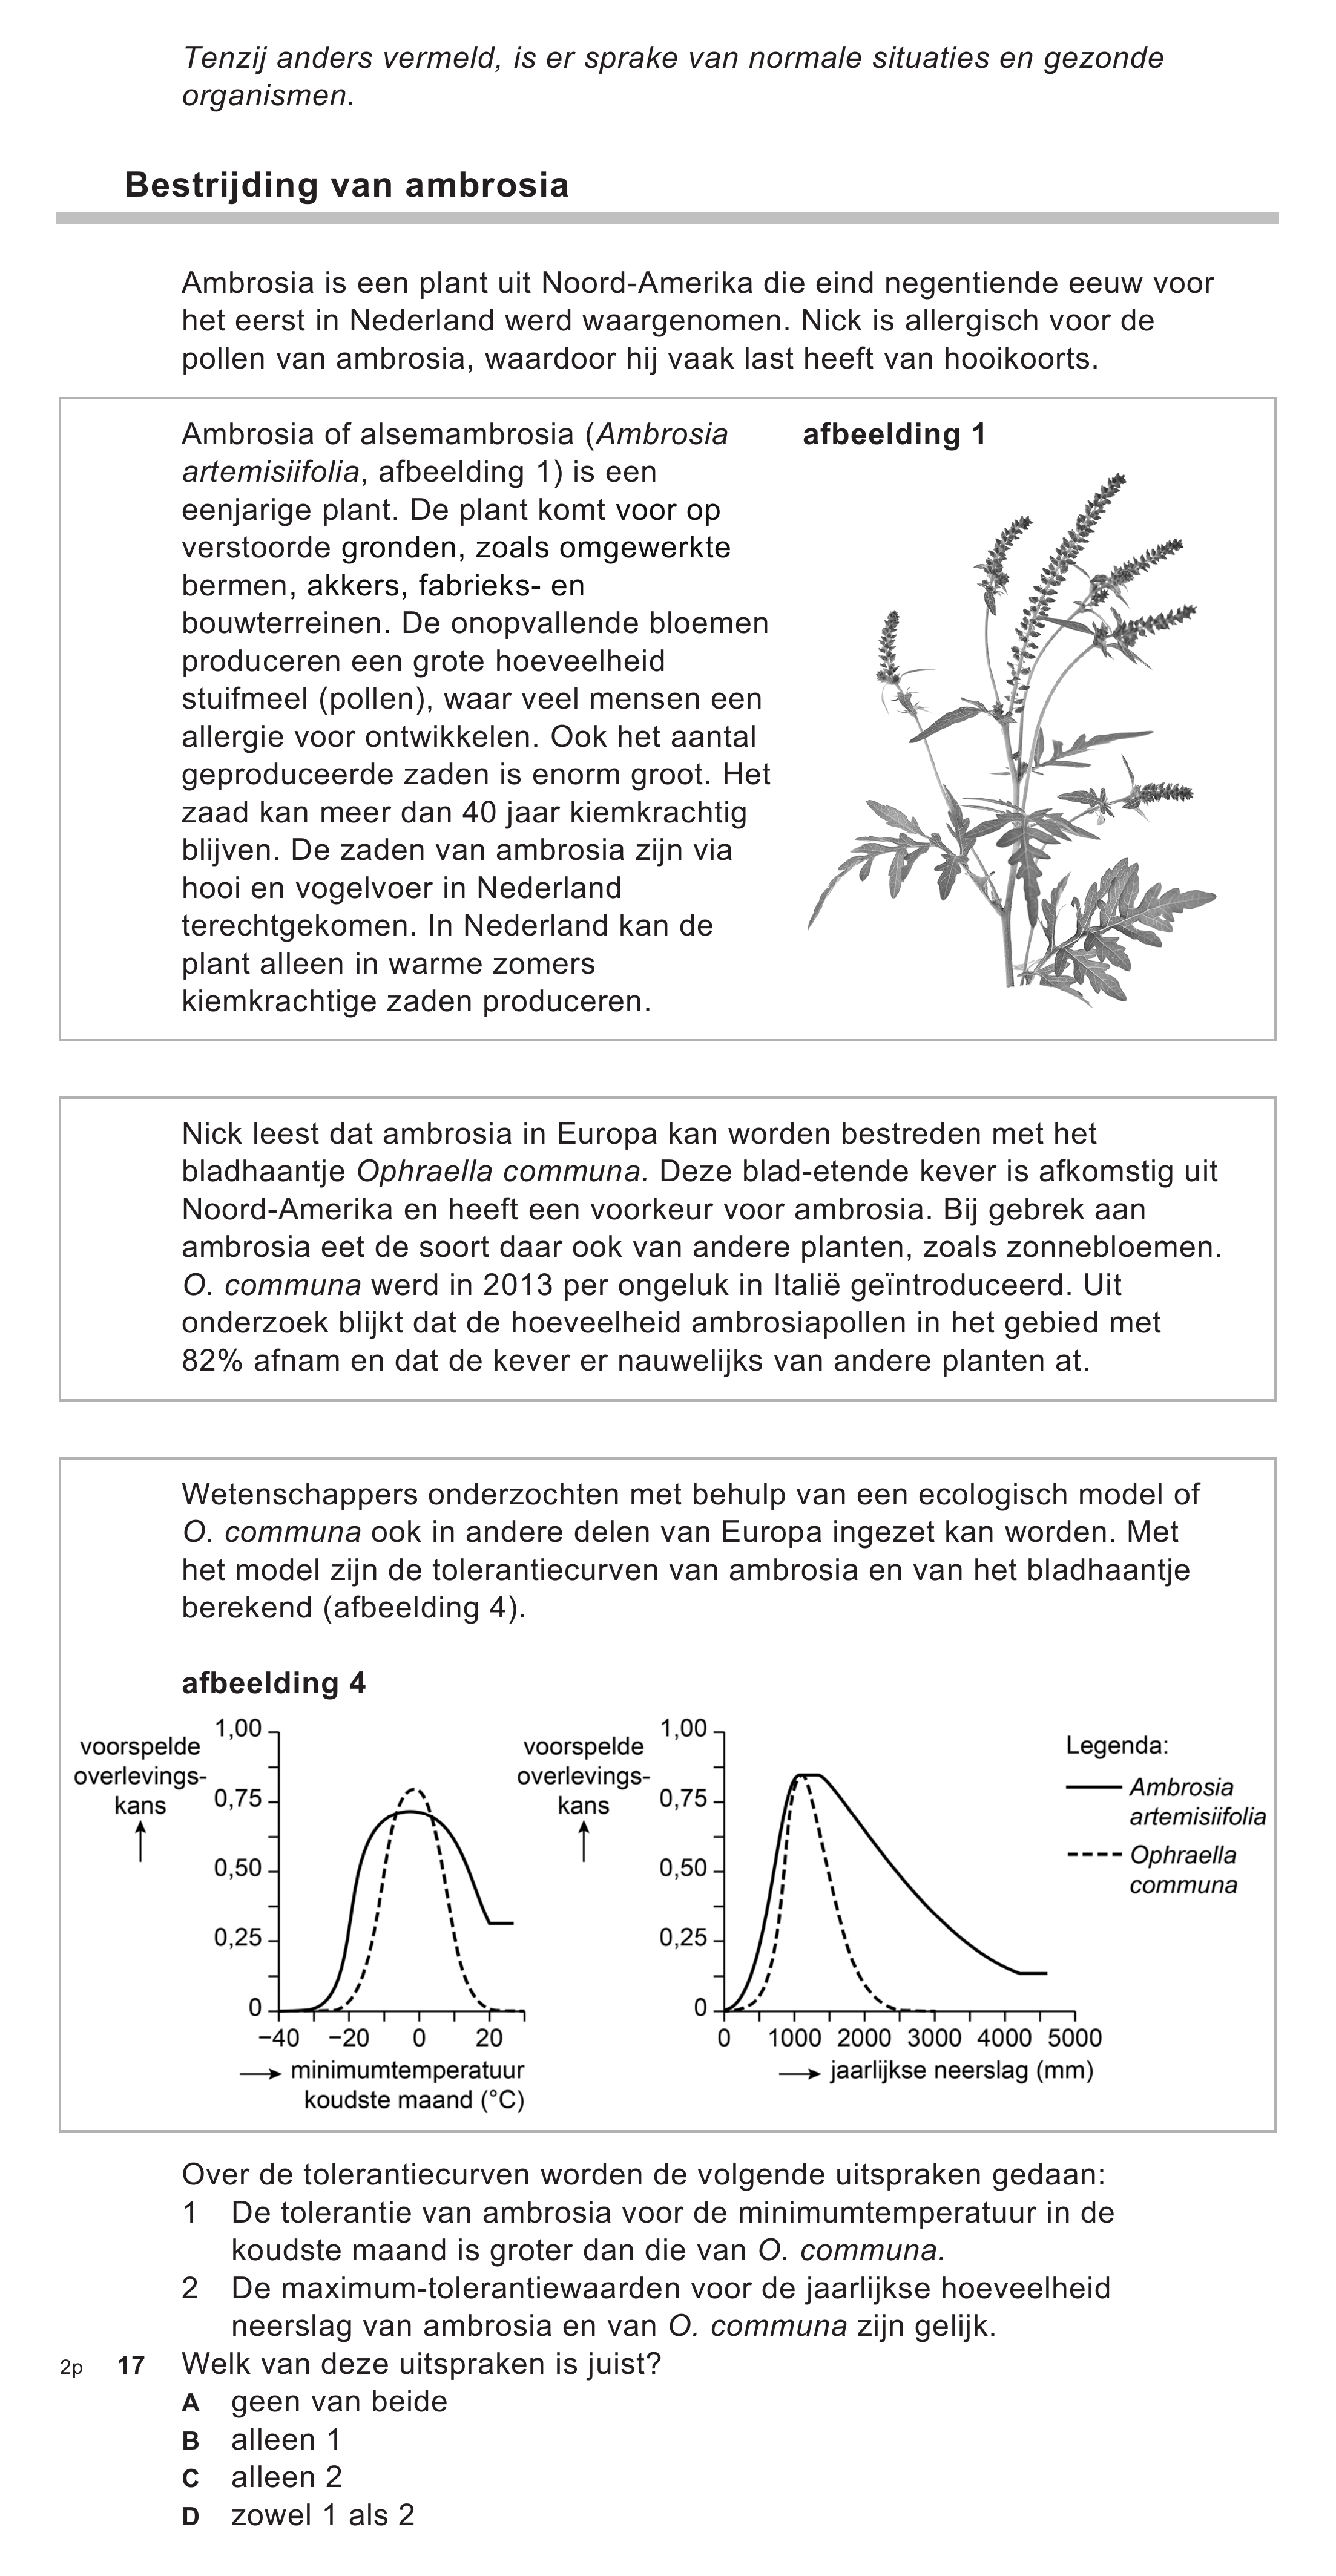 Tenzij anders vermeld, is er sprake van normale situaties en gezonde
organismen.
Bestrijding van ambrosia
Ambrosia is een plant uit Noord-Amerika die eind negentiende eeuw voor
het eerst in Nederland werd waargenomen. Nick is allergisch voor de
pollen van ambrosia, waardoor hij vaak last heeft van hooikoorts.
Ambrosia of alsemambrosia (Ambrosia
artemisiifolia, afbeelding 1) is een
eenjarige plant. De plant komt voor op
verstoorde gronden, zoals omgewerkte
bermen, akkers, fabrieks- en
bouwterreinen. De onopvallende bloemen
produceren een grote hoeveelheid
stuifmeel (pollen), waar veel mensen een
allergie voor ontwikkelen. Ook het aantal
geproduceerde zaden is enorm groot. Het
zaad kan meer dan 40 jaar kiemkrachtig
blijven. De zaden van ambrosia zijn via
hooi en vogelvoer in Nederland
terechtgekomen. In Nederland kan de
plant alleen in warme zomers
kiemkrachtige zaden produceren.
afbeelding 1
Nick leest dat ambrosia in Europa kan worden bestreden met het
bladhaantje Ophraella communa. Deze blad-etende kever is afkomstig uit
Noord-Amerika en heeft een voorkeur voor ambrosia. Bij gebrek aan
ambrosia eet de soort daar ook van andere planten, zoals zonnebloemen.
O. communa werd in 2013 per ongeluk in Italië geïntroduceerd. Uit
onderzoek blijkt dat de hoeveelheid ambrosiapollen in het gebied met
82% afnam en dat de kever er nauwelijks van andere planten at.
Wetenschappers onderzochten met behulp van een ecologisch model of
O. communa ook in andere delen van Europa ingezet kan worden. Met
het model zijn de tolerantiecurven van ambrosia en van het bladhaantje
berekend (afbeelding 4).
afbeelding 4
voorspelde
overlevings-
kans
1,00
0,75
0,50
0,25
0
−40 −20 0 20
minimumtemperatuur
koudste maand (°C)
voorspelde
overlevings-
kans
1,00
0,75
0,50
0,25
0
0 1000 2000 3000 4000 5000
jaarlijkse neerslag (mm)
Legenda:
Ambrosia
artemisiifolia
Ophraella
communa
Over de tolerantiecurven worden de volgende uitspraken gedaan:
1 De tolerantie van ambrosia voor de minimumtemperatuur in de
koudste maand is groter dan die van O. communa.
2 De maximum-tolerantiewaarden voor de jaarlijkse hoeveelheid
neerslag van ambrosia en van O. communa zijn gelijk.
2p 17 Welk van deze uitspraken is juist?
A geen van beide
B alleen 1
C alleen 2
D zowel 1 als 2